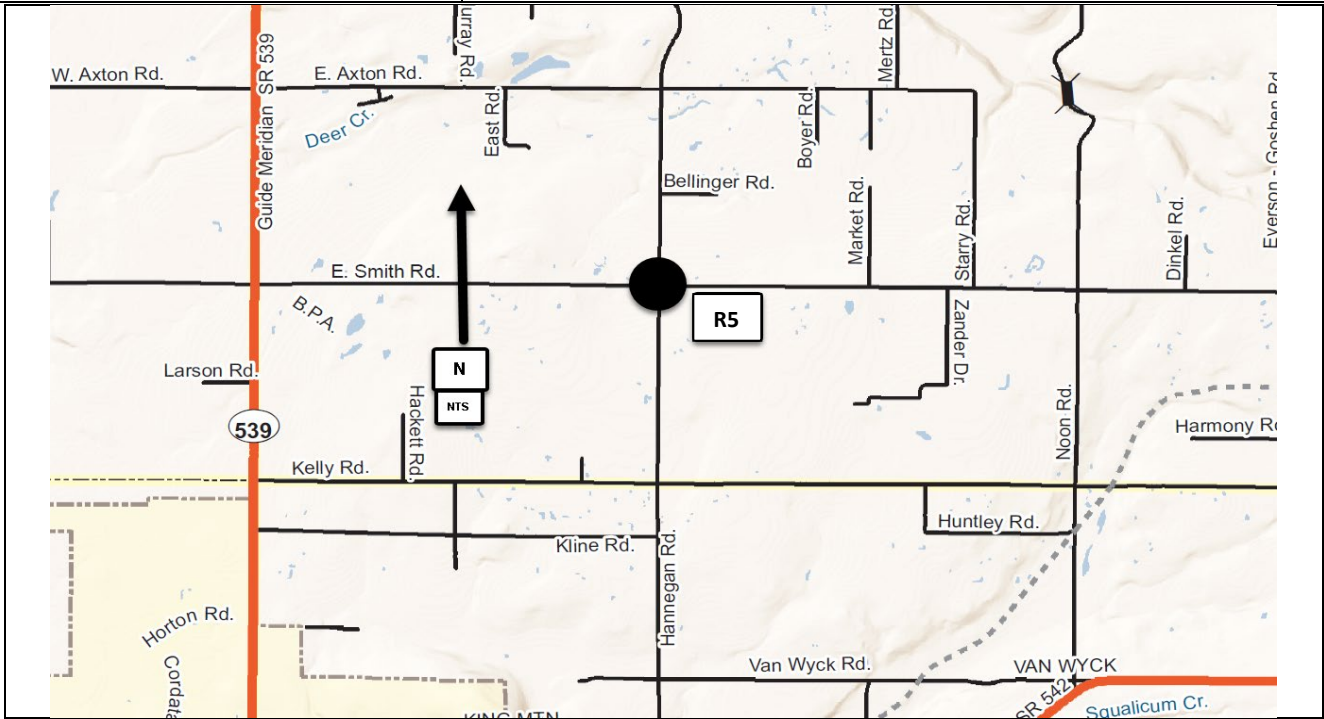 W. Axton Rd.
E. Axton Rd.
Guide Meridian SR 539
Deer Cr.
East Rd.
Mertz Rd.
Boyer Rd.
Bellinger Rd.
Market Rd.
Starry Rd.
Dinkel Rd.
Everson - Goshen Rd.
E. Smith Rd.
B.P.A.
R5
Zander Dr.
Larson Rd.
N
NTS
Hackett Rd.
539
Noon Rd.
Harmony
Kelly Rd.
Huntley Rd.
Kline Rd.
Hannegan Rd.
Horton Rd.
Cordata
Van Wyck Rd.
VAN WYCK
SR 542
Squalicum Cr.